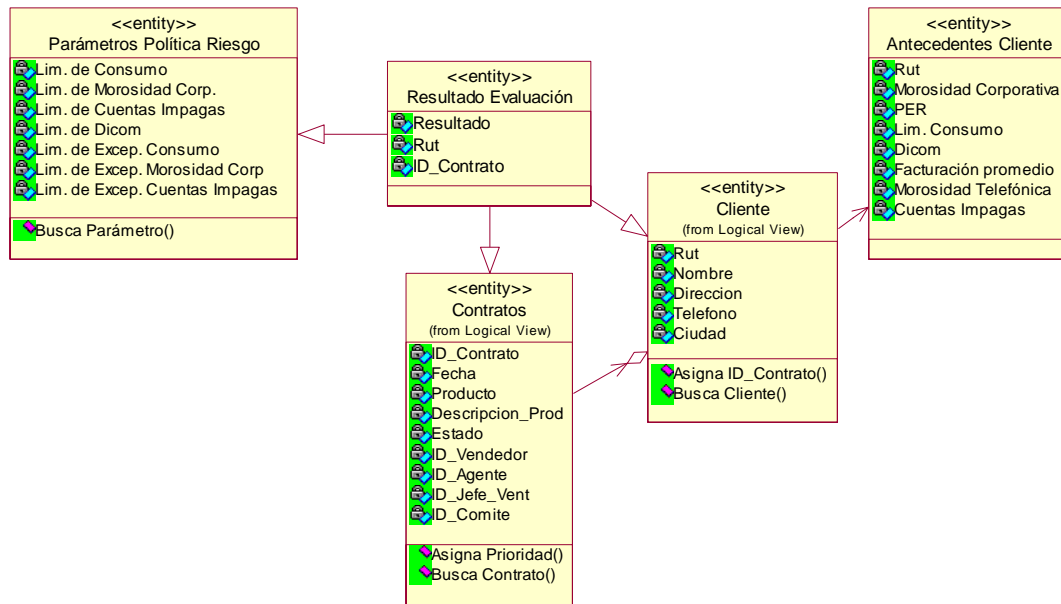 <<entity>>
Parámetros Política Riesgo
Lim. de Consumo
Lim. de Morosidad Corp.
Lim. de Cuentas Impagas
Lim. de Dicom
Lim. de Excep. Consumo
Lim. de Excep. Morosidad Corp
Lim. de Excep. Cuentas Impagas
Busca Parámetro()
<<entity>>
Resultado Evaluación
Resultado
Rut
ID_Contrato
<<entity>>
Antecedentes Cliente
Rut
Morosidad Corporativa
PER
Lim. Consumo
Dicom
Facturación promedio
Morosidad Telefónica
Cuentas Impagas
<<entity>>
Cliente
(from Logical View)
Rut
Nombre
Direccion
Telefono
Ciudad
Asigna ID_Contrato()
Busca Cliente()
<<entity>>
Contratos
(from Logical View)
ID_Contrato
Fecha
Producto
Descripcion_Prod
Estado
ID_Vendedor
ID_Agente
ID_Jefe_Vent
ID_Comite
Asigna Prioridad()
Busca Contrato()